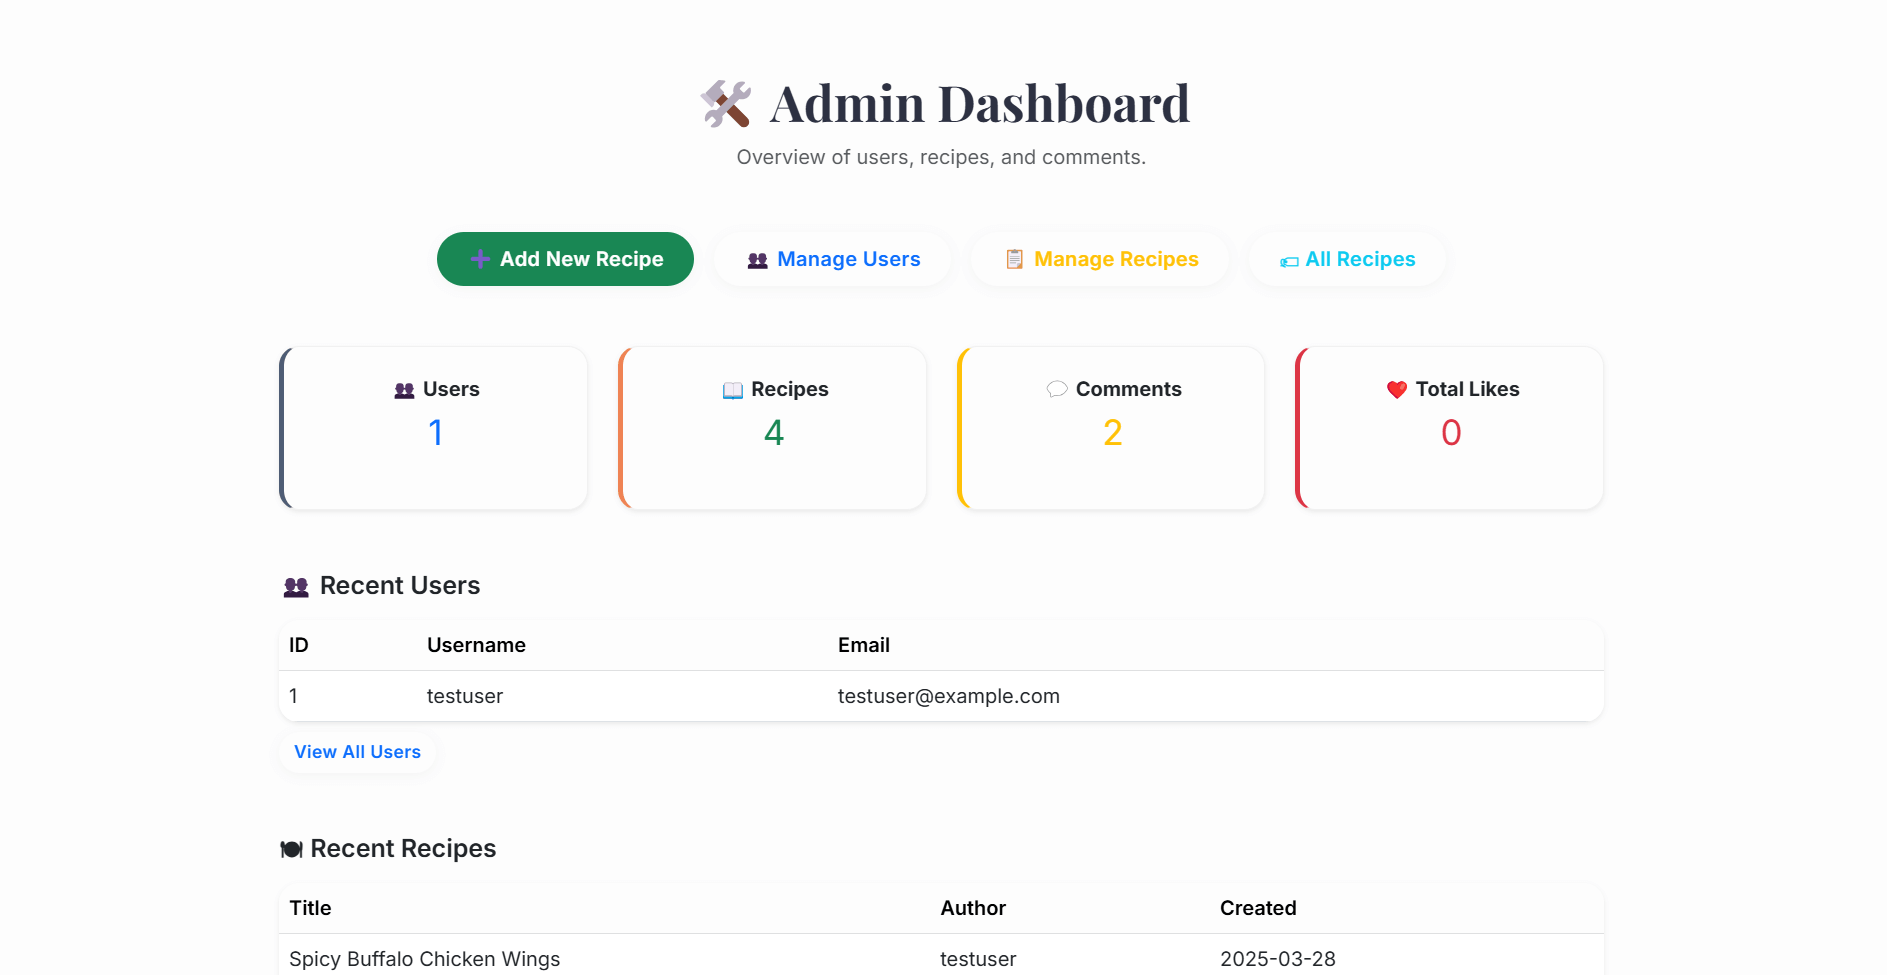 Admin Dashboard
Overview of users, recipes, and comments.
Add New Recipe
Manage Users
Manage Recipes
All Recipes
Users
1
Recipes
4
Comments
2
Total Likes
0
Recent Users
ID Username Email
1 testuser testuser@example.com
View All Users
Recent Recipes
Title Author Created
Spicy Buffalo Chicken Wings testuser 2025-03-28